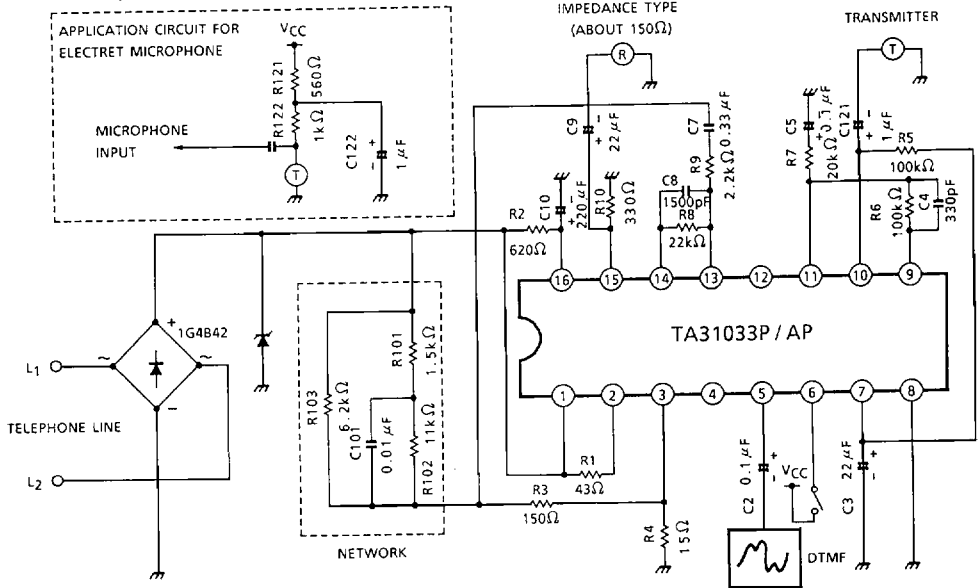 APPLICATION CIRCUIT FOR
ELECTRET MICROPHONE
VCC
R121
560Ω
R122
1kΩ
MICROPHONE
INPUT
T
C122
+
-
1μF
IMPEDANCE TYPE
(ABOUT 150Ω)
R
TRANSMITTER
T
C9
-
+
22μF
C7
0.33μF
R9
2.2kΩ
C5
0.1μF
+
R7
20kΩ
C121
-
+
1μF
R5
100kΩ
R6
100kΩ
C4
330pF
C10
-
+
220μF
R10
330Ω
C8
1500pF
R8
22kΩ
R2
620Ω
16
15
14
13
12
11
10
9
TA31033P / AP
1
2
3
4
5
6
7
8
+
1G4B42
~
~
-
L1
TELEPHONE LINE
L2
R103
6.2kΩ
R101
1.5kΩ
C101
0.01μF
R102
11kΩ
NETWORK
R1
43Ω
R3
150Ω
R4
15Ω
C2
0.1μF
+
-
VCC
C3
22μF
+
-
DTMF